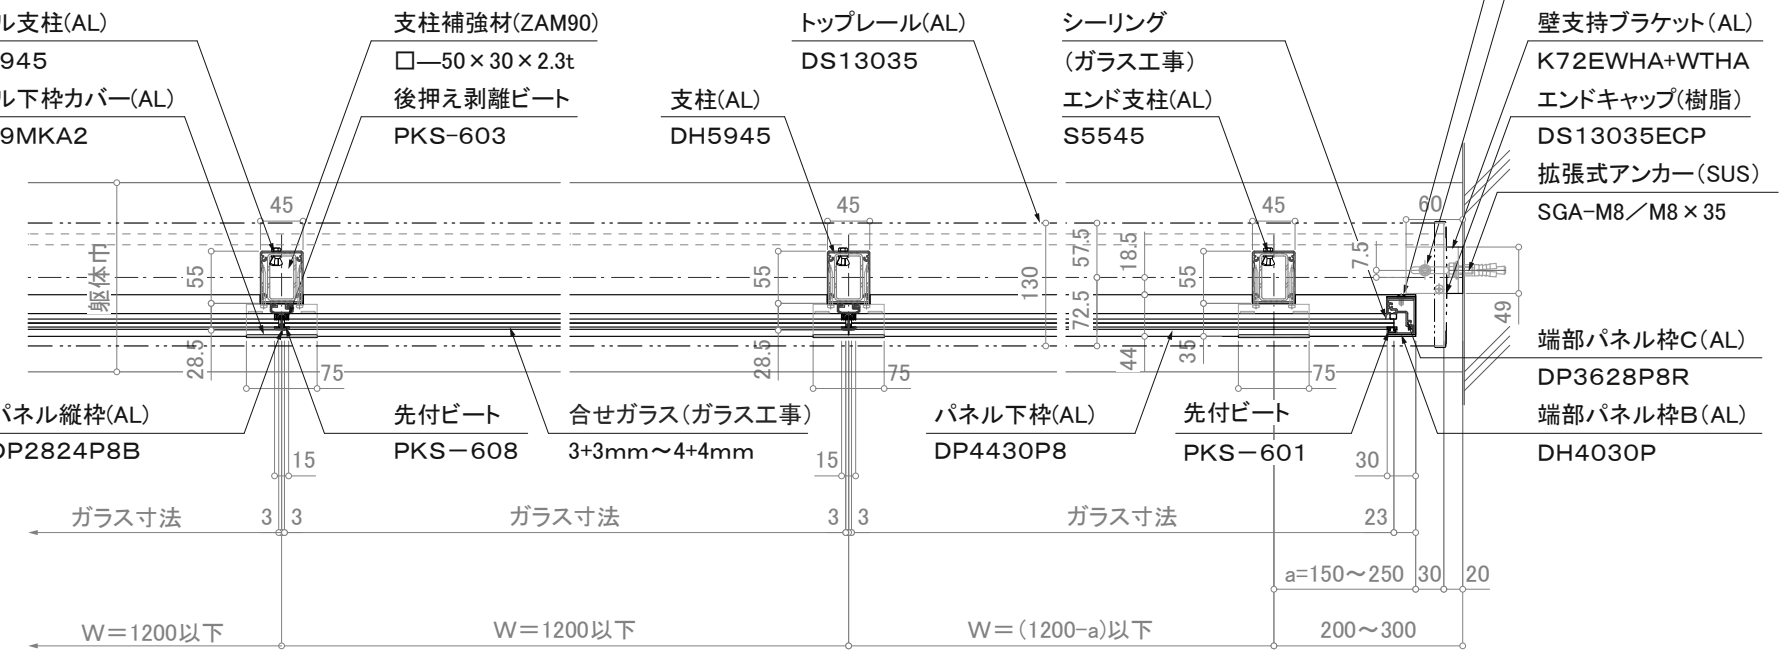 ル支柱(AL)
945
ル下枠カバー(AL)
9MKA2
支柱補強材(ZAM90)
□—50×30×2.3t
後押え剥離ビート
PKS-603
支柱(AL)
DH5945
トップレール(AL)
DS13035
シーリング
(ガラス工事)
エンド支柱(AL)
S5545
壁支持ブラケット(AL)
K72EWHA+WTHA
エンドキャップ(樹脂)
DS13035ECP
拡張式アンカー(SUS)
SGA-M8／M8×35
45
45
45
60
躯体巾
55
55
55
130
57.5
18.5
7.5
72.5
49
28.5
28.5
44
35
75
75
75
端部パネル枠C(AL)
DP3628P8R
端部パネル枠B(AL)
DH4030P
パネル縦枠(AL)
DP2824P8B
先付ビート
PKS－608
合せガラス(ガラス工事)
3+3mm～4+4mm
パネル下枠(AL)
DP4430P8
先付ビート
PKS－601
15
15
30
ガラス寸法
3
3
ガラス寸法
3
3
ガラス寸法
23
a=150～250
30
20
W＝1200以下
W＝1200以下
W＝(1200-a)以下
200～300